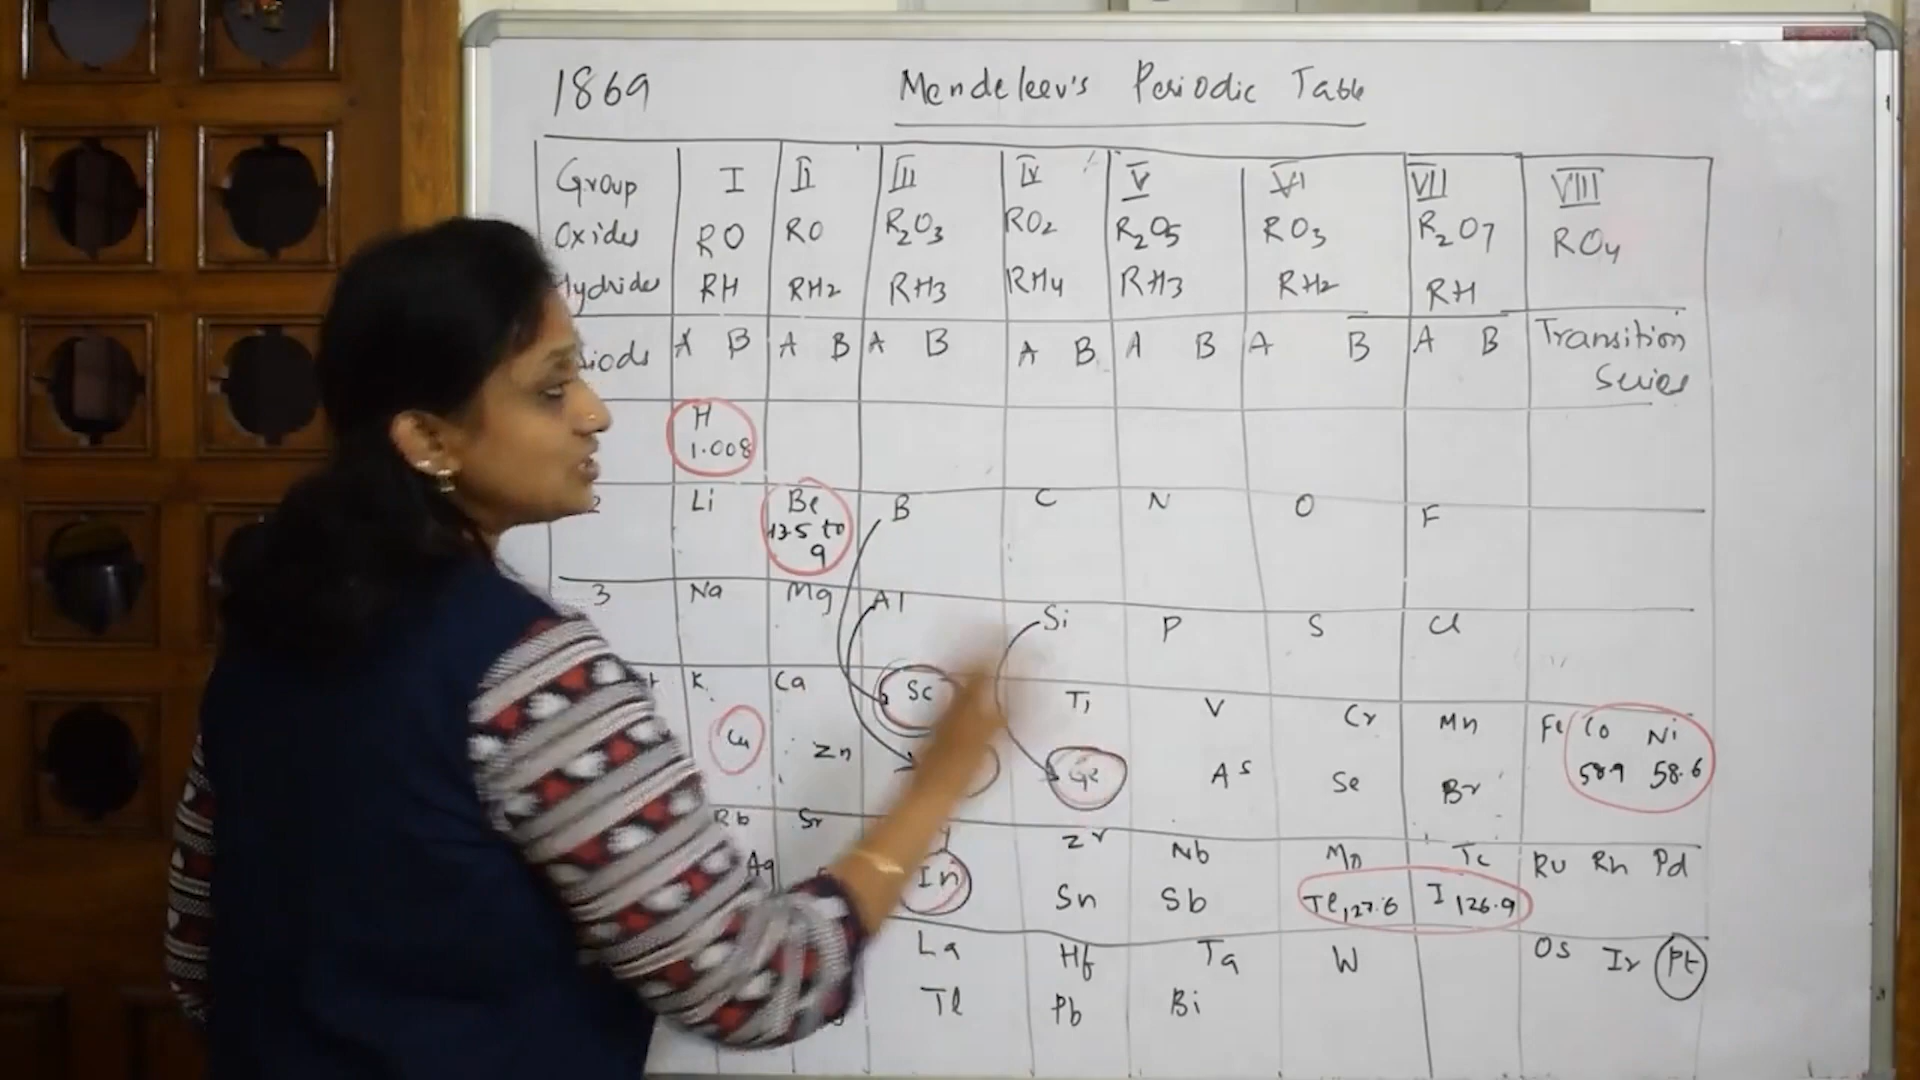 1869 Mendeleev's Periodic Table
Group I II III IV V VI VII VIII
Oxides RO RO R₂O₃ RO₂ R₂O₅ RO₃ R₂O7 RO₄
Hydrides RH RH₂ RH₃ RH₄ RH₃ RH₂ RH
A B A B A B A B A B A B A B Transition
Series
H
1.008
Li Be B C N O F
13.5 to
9
3 Na Mg Al Si P S Cl
K Ca Sc Ti V Cr Mn Fe Co Ni
Cu Zn Ge As Se Br 58.9 58.6
Rb Sr Y Zr Nb Mo Tc Ru Rh Pd
Ag In Sn Sb Te, 127.6 I 126.9
La Hf Ta W Os Ir Pt
Tl Pb Bi